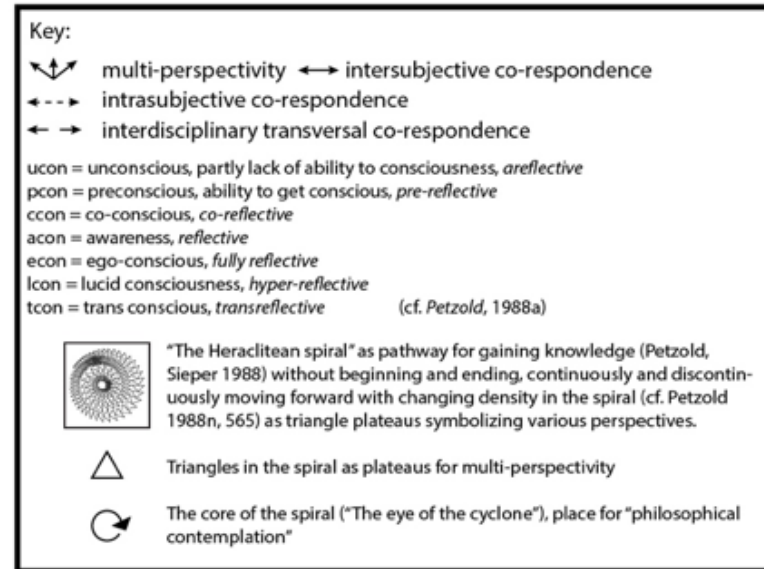 Key:
multi-perspectivity intersubjective co-respondence
intrasubjective co-respondence
interdisciplinary transversal co-respondence
ucon = unconscious, partly lack of ability to consciousness, areflective
pcon = preconscious, ability to get conscious, pre-reflective
ccon = co-conscious, co-reflective
acon = awareness, reflective
econ = ego-conscious, fully reflective
lcon = lucid consciousness, hyper-reflective
tcon = trans conscious, transreflective (cf. Petzold, 1988a)
"The Heraclitean spiral" as pathway for gaining knowledge (Petzold,
Sieper 1988) without beginning and ending, continuously and discontin-
uously moving forward with changing density in the spiral (cf. Petzold
1988n, 565) as triangle plateaus symbolizing various perspectives.
Triangles in the spiral as plateaus for multi-perspectivity
The core of the spiral ("The eye of the cyclone"), place for "philosophical
contemplation"